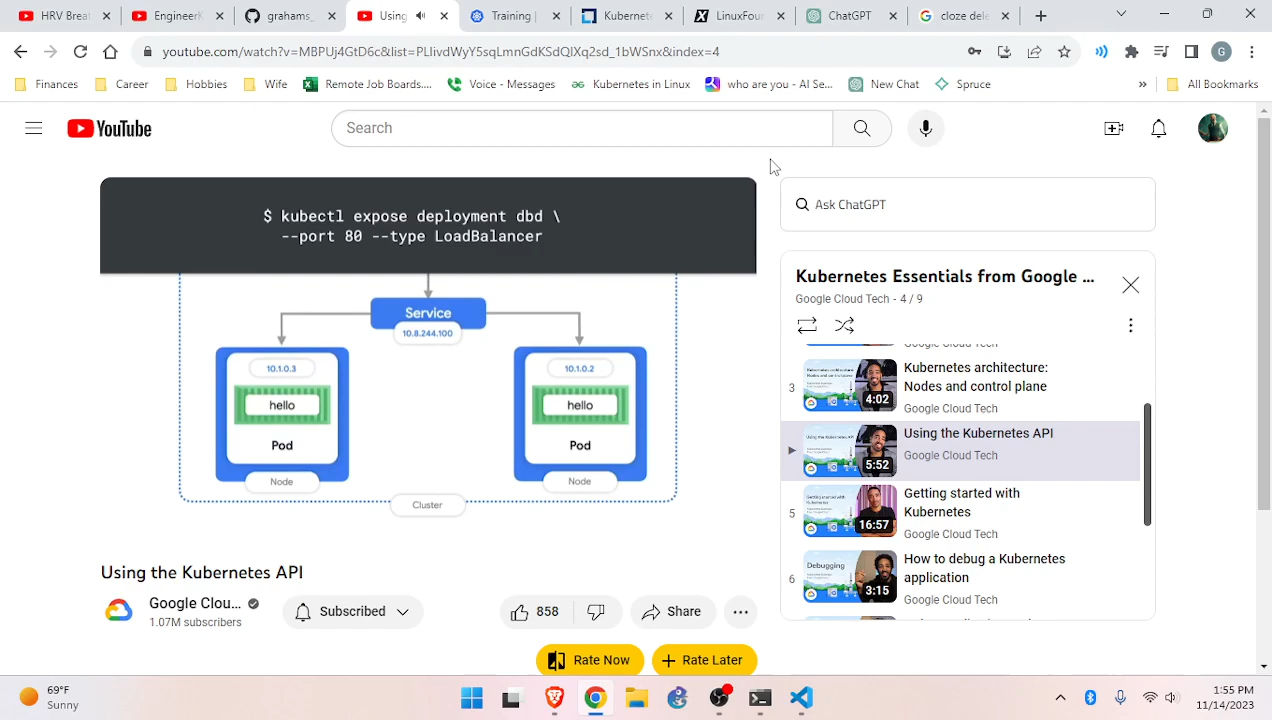 HRV Breat
EngineerK
grahams_
Using
Training |
Kubernete
LinuxFour
ChatGPT
cloze dele
youtube.com/watch?v=MBPUj4GtD6c&list=PLIivdWyY5sqLmnGdKSdQIXq2sd_1bWSnx&index=4
G
Finances
Career
Hobbies
Wife
Remote Job Boards....
Voice - Messages
Kubernetes in Linux
who are you - AI Se...
New Chat
Spruce
»
All Bookmarks
YouTube
Search
$ kubectl expose deployment dbd \
--port 80 --type LoadBalancer
Service
10.8.244.100
10.1.0.3
hello
Pod
Node
10.1.0.2
hello
Pod
Node
Cluster
Ask ChatGPT
Kubernetes Essentials from Google ...
Google Cloud Tech - 4 / 9
Google Cloud Tech
3
4:02
Kubernetes architecture:
Nodes and control plane
Google Cloud Tech
5:52
Using the Kubernetes API
Google Cloud Tech
5
16:57
Getting started with
Kubernetes
Google Cloud Tech
6
Debugging
3:15
How to debug a Kubernetes
application
Google Cloud Tech
Using the Kubernetes API
Google Clou...
1.07M subscribers
Subscribed
858
Share
Rate Now
Rate Later
69°F
Sunny
1:55 PM
11/14/2023